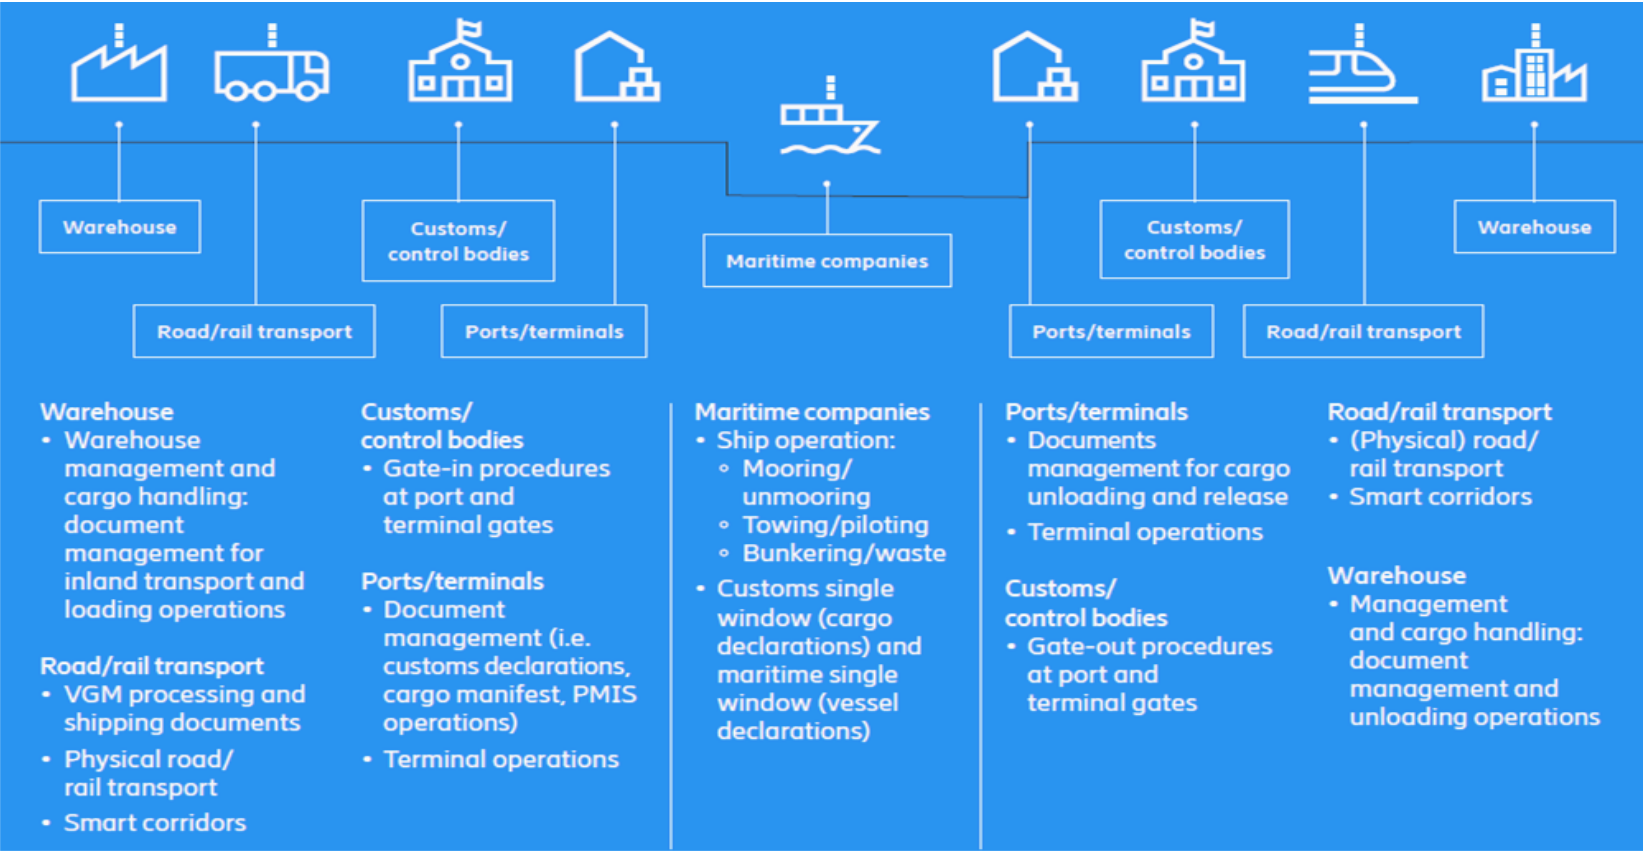 Warehouse
Road/rail transport
Customs/
control bodies
Ports/terminals
Maritime companies
Ports/terminals
Customs/
control bodies
Road/rail transport
Warehouse
Warehouse
• Warehouse
management and
cargo handling:
document
management for
inland transport and
loading operations
Road/rail transport
• VGM processing and
shipping documents
• Physical road/
rail transport
• Smart corridors
Customs/
control bodies
• Gate-in procedures
at port and
terminal gates
Ports/terminals
• Document
management (i.e.
customs declarations,
cargo manifest, PMIS
operations)
• Terminal operations
Maritime companies
• Ship operation:
∘ Mooring/
unmooring
∘ Towing/piloting
∘ Bunkering/waste
• Customs single
window (cargo
declarations) and
maritime single
window (vessel
declarations)
Ports/terminals
• Documents
management for cargo
unloading and release
• Terminal operations
Customs/
control bodies
• Gate-out procedures
at port and
terminal gates
Road/rail transport
• (Physical) road/
rail transport
• Smart corridors
Warehouse
• Management
and cargo handling:
document
management and
unloading operations